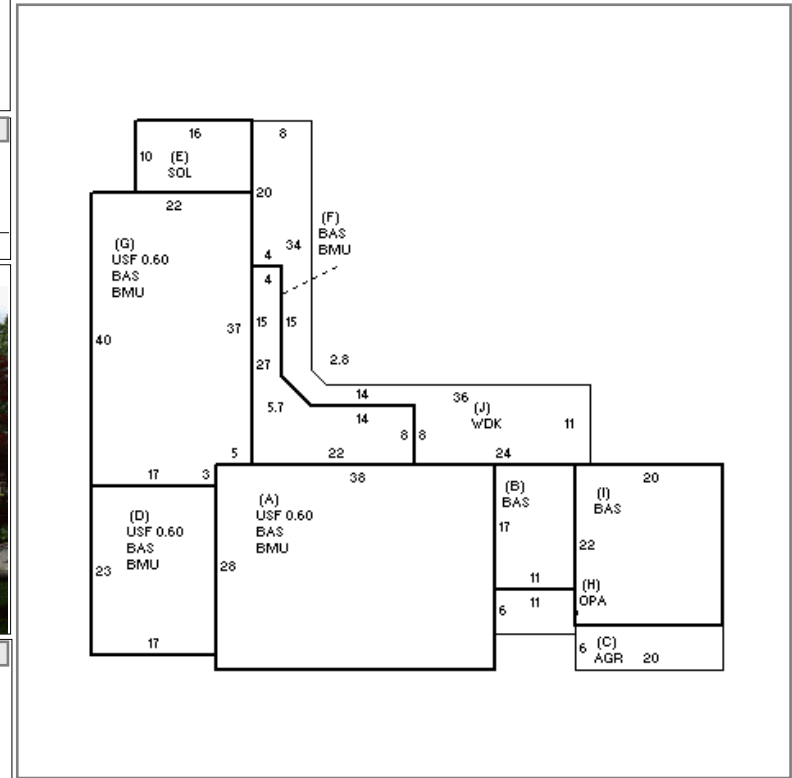 16
8
10
(E)
SOL
20
22
(F)
BAS
BMU
(G)
USF 0.60
BAS
BMU
34
4
4
37
15
15
40
27
2.8
14
36
(J)
WDK
5.7
14
11
8
8
5
22
24
17
3
38
20
(A)
USF 0.60
BAS
BMU
(B)
BAS
(I)
BAS
(D)
USF 0.60
BAS
BMU
17
22
23
28
11
(H)
OPA
11
6
17
6
(C)
AGR
20